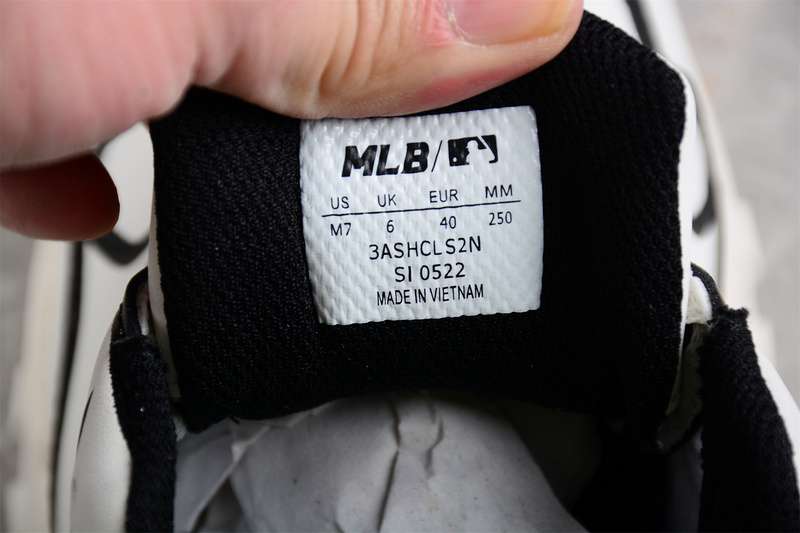 MLB/
US UK EUR MM
M7 6 40 250
3ASHCLS2N
SI 0522
MADE IN VIETNAM